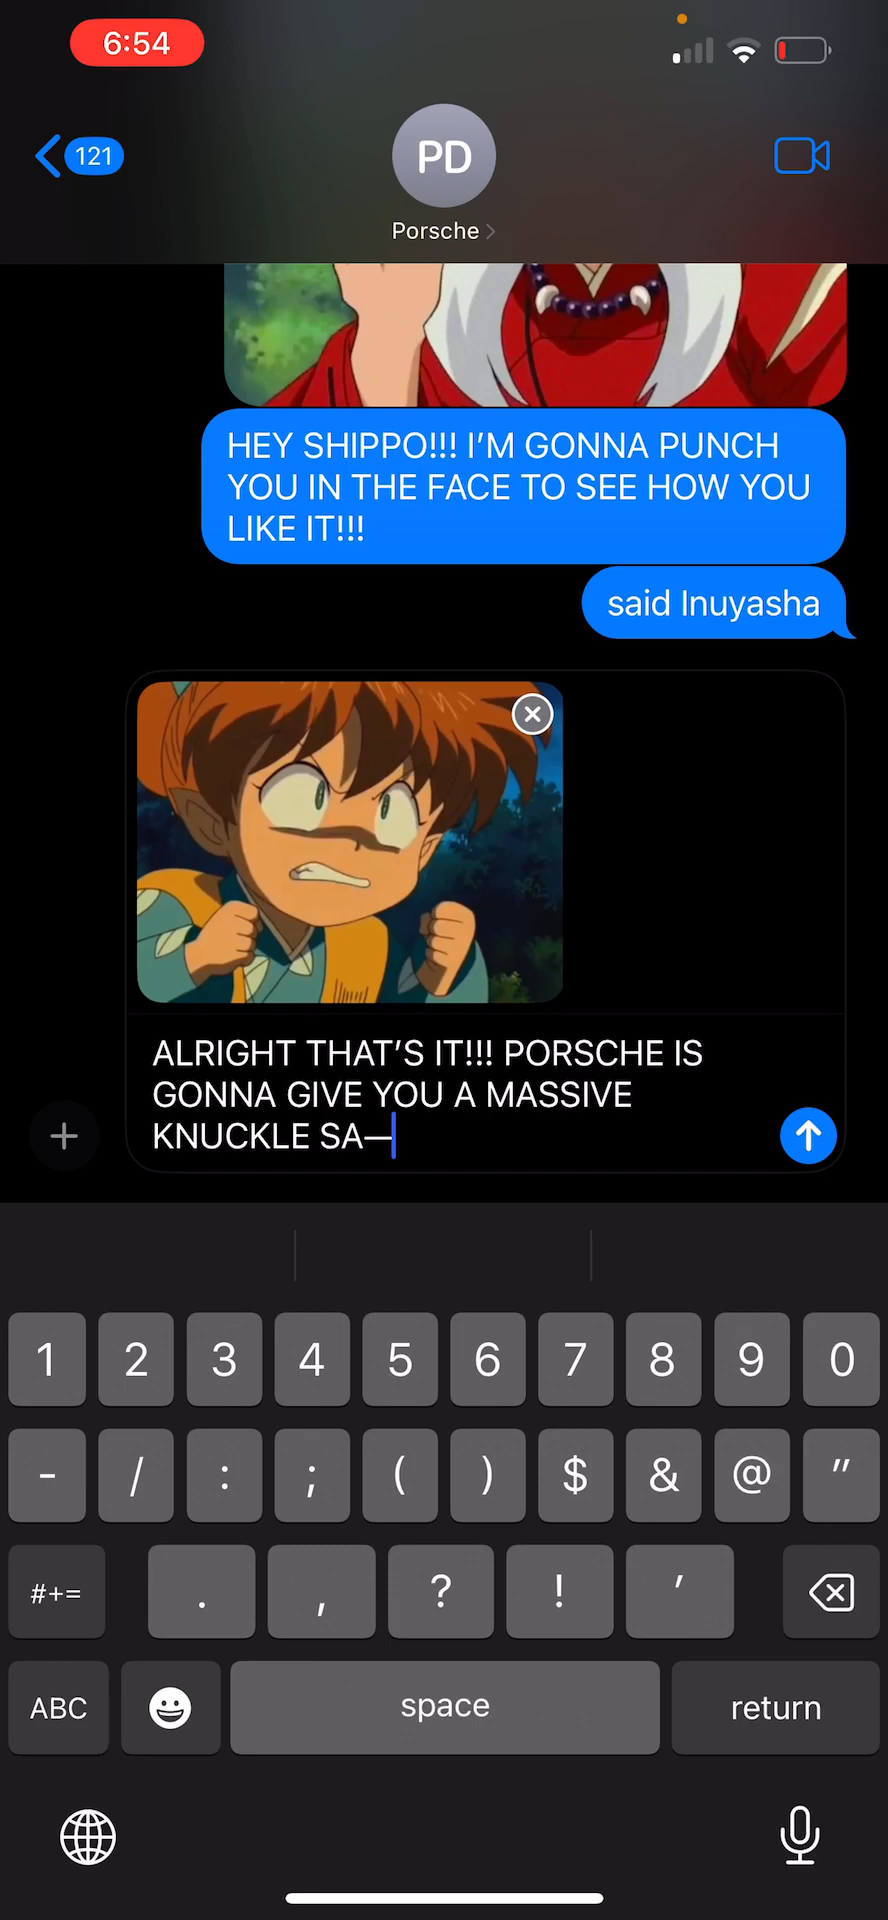 6:54
121
PD
Porsche
HEY SHIPPO!!! I’M GONNA PUNCH
YOU IN THE FACE TO SEE HOW YOU
LIKE IT!!!
said Inuyasha
ALRIGHT THAT’S IT!!! PORSCHE IS
GONNA GIVE YOU A MASSIVE
KNUCKLE SA—
1 2 3 4 5 6 7 8 9 0
- / : ; ( ) $ & @ "
#+= . , ? ! ’
ABC space return